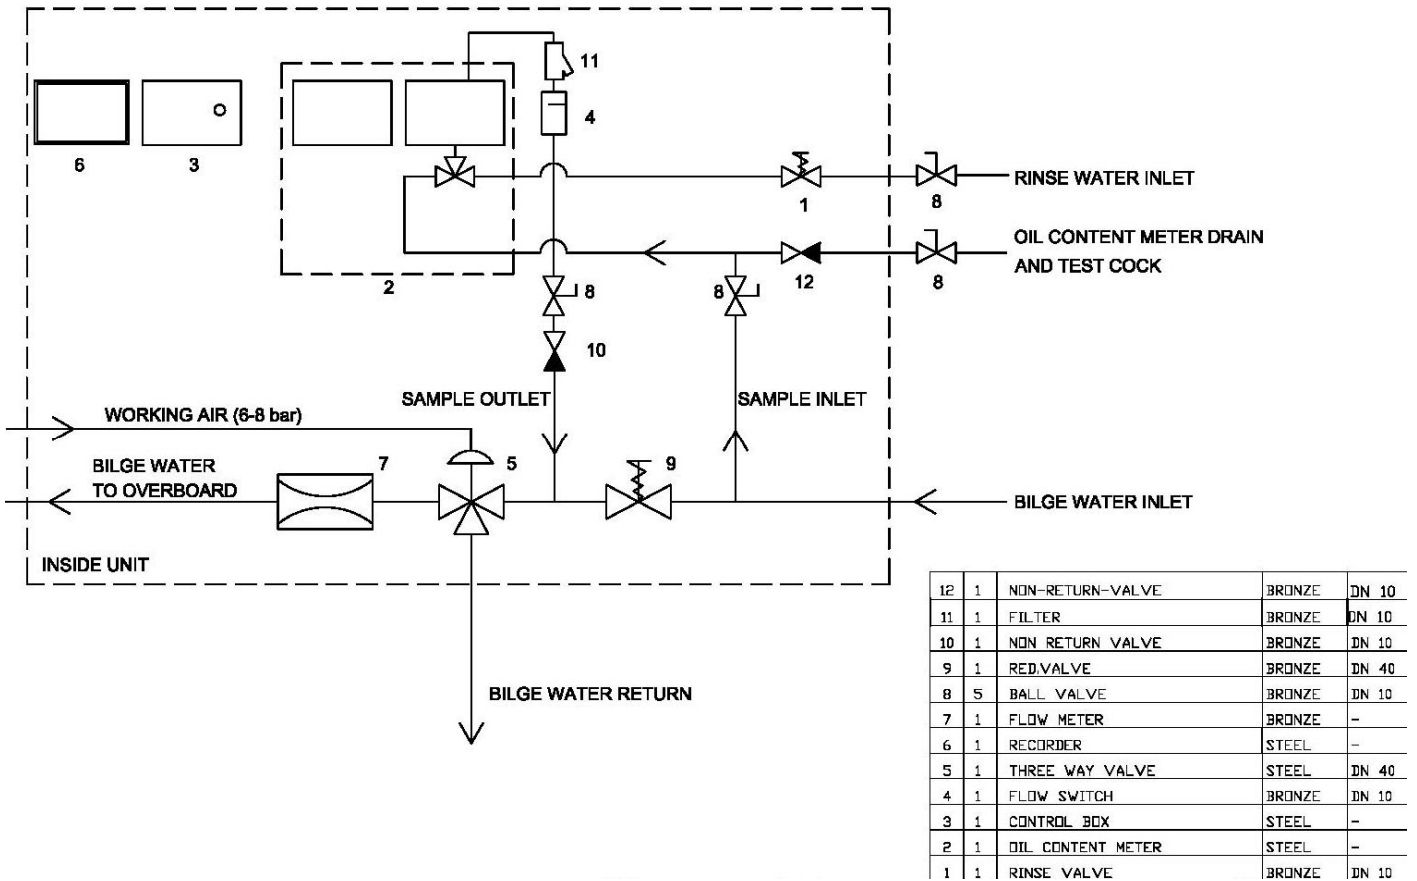 11
4
6
3
RINSE WATER INLET
1
8
OIL CONTENT METER DRAIN
AND TEST COCK
2
8
8
12
8
10
SAMPLE OUTLET
SAMPLE INLET
WORKING AIR (6-8 bar)
BILGE WATER
TO OVERBOARD
7
5
9
BILGE WATER INLET
INSIDE UNIT
BILGE WATER RETURN
12 1 NON-RETURN-VALVE BRONZE DN 10
11 1 FILTER BRONZE DN 10
10 1 NON RETURN VALVE BRONZE DN 10
9 1 RED.VALVE BRONZE DN 40
8 5 BALL VALVE BRONZE DN 10
7 1 FLOW METER BRONZE -
6 1 RECORDER STEEL -
5 1 THREE WAY VALVE STEEL DN 40
4 1 FLOW SWITCH BRONZE DN 10
3 1 CONTROL BOX STEEL -
2 1 OIL CONTENT METER STEEL -
1 1 RINSE VALVE BRONZE DN 10